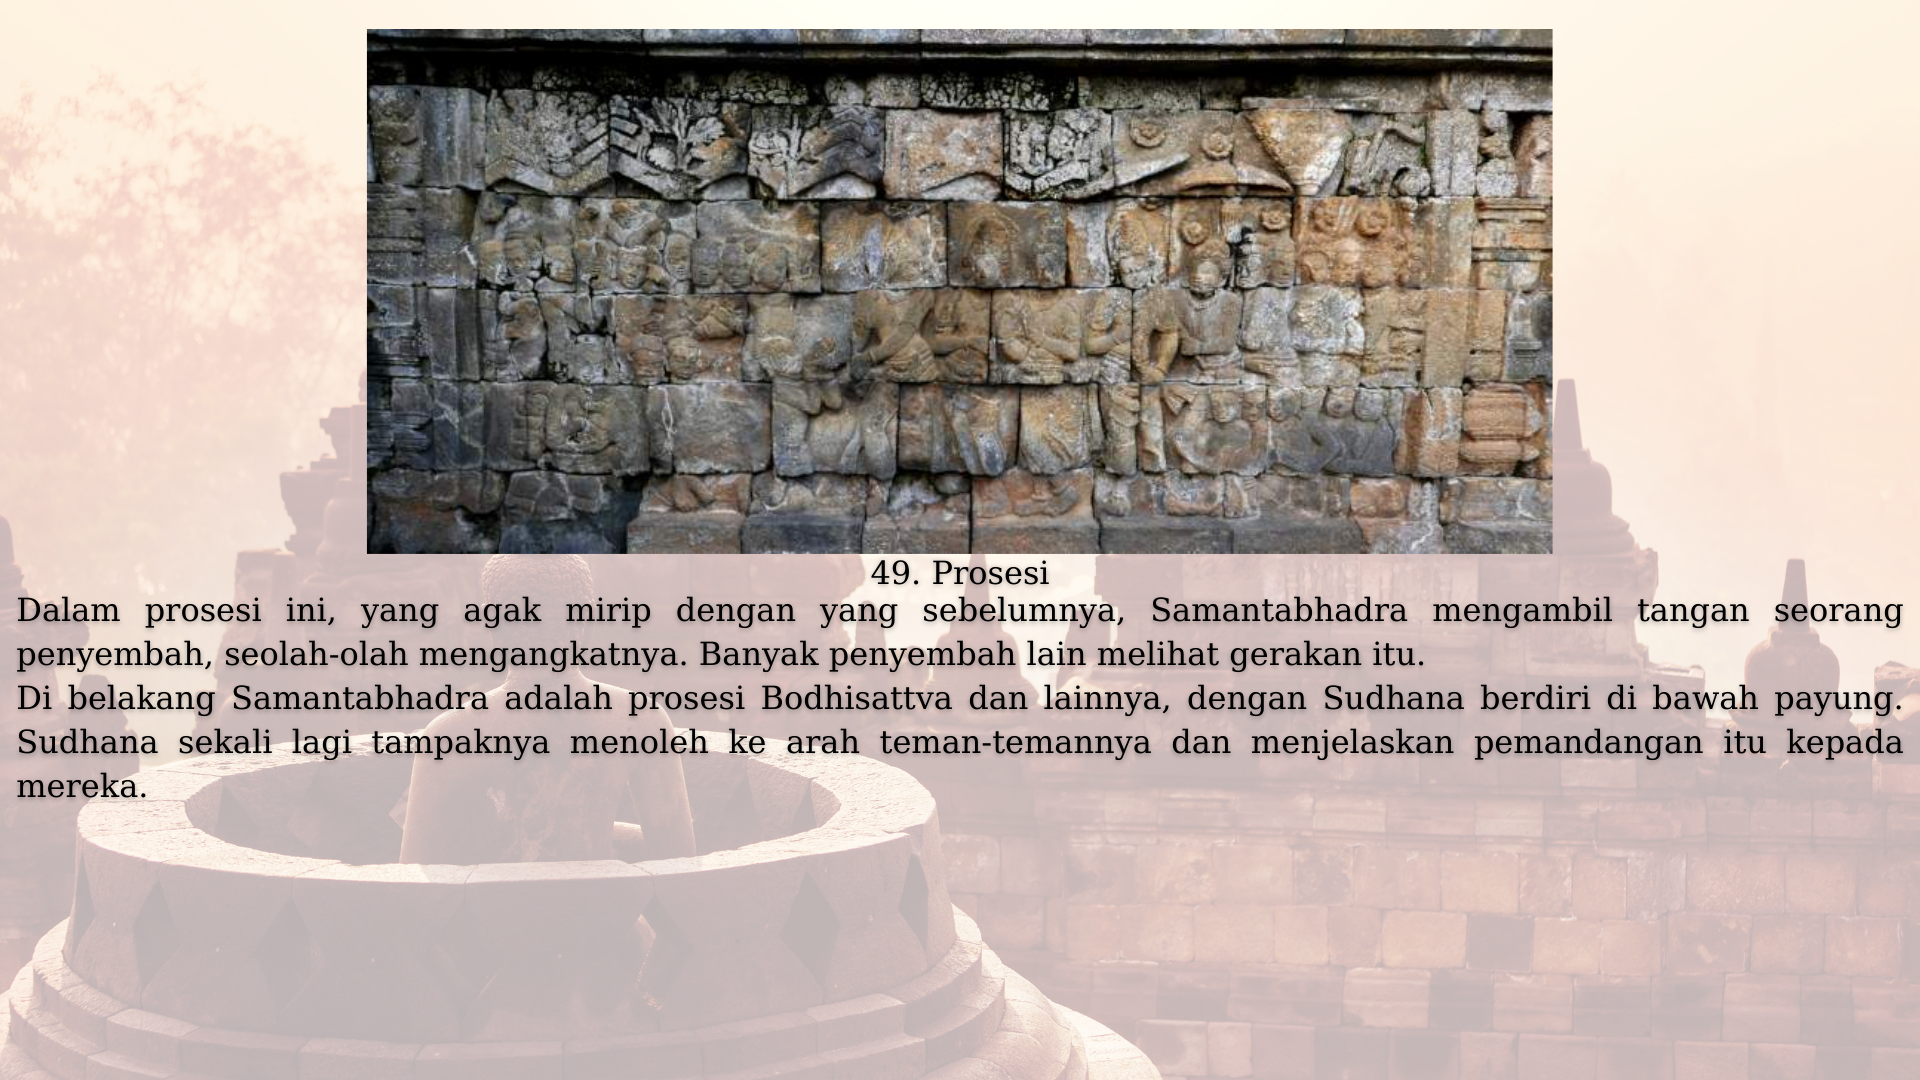 49. Prosesi
Dalam prosesi ini, yang agak mirip dengan yang sebelumnya, Samantabhadra mengambil tangan seorang
penyembah, seolah-olah mengangkatnya. Banyak penyembah lain melihat gerakan itu.
Di belakang Samantabhadra adalah prosesi Bodhisattva dan lainnya, dengan Sudhana berdiri di bawah payung.
Sudhana sekali lagi tampaknya menoleh ke arah teman-temannya dan menjelaskan pemandangan itu kepada
mereka.